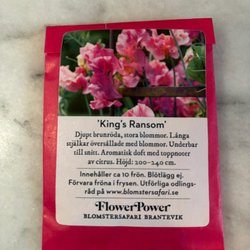 'King's Ransom'
Djupt brunröda, stora blommor. Långa
stjälkar översållade med blommor. Underbar
till snitt. Aromatisk doft med toppnoter
av citrus. Höjd: 200-240 cm.
Innehåller ca 10 frön. Blötlägg ej.
Förvara fröna i frysen. Utförliga odlings-
råd på www.blomstersafari.se
FlowerPower
BLOMSTERSAFARI BRANTEVIK